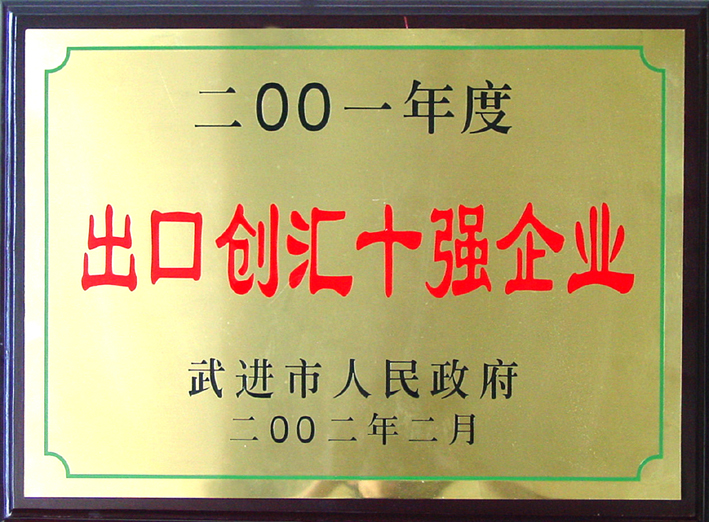 二00一年度
出口创汇十强企业
武进市人民政府
二00二年二月